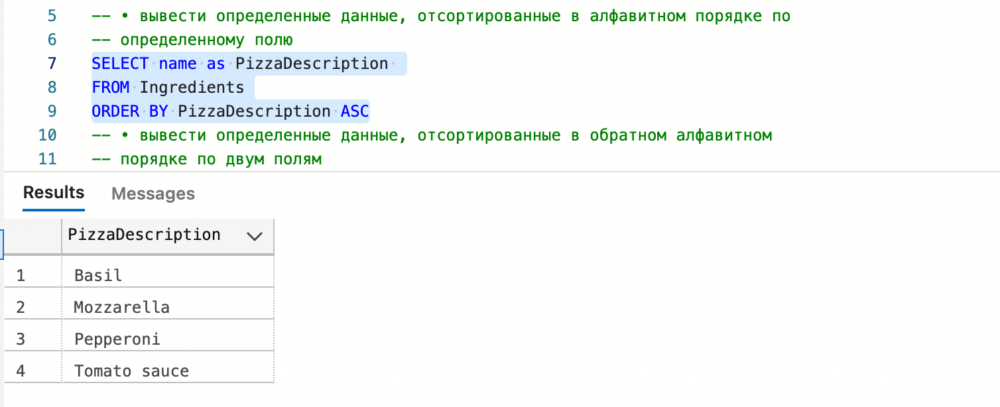 5 -- • вывести определенные данные, отсортированные в алфавитном порядке по
6 -- определенному полю
7 SELECT name as PizzaDescription
8 FROM Ingredients
9 ORDER BY PizzaDescription ASC
10 -- • вывести определенные данные, отсортированные в обратном алфавитном
11 -- порядке по двум полям
Results Messages
PizzaDescription
1 Basil
2 Mozzarella
3 Pepperoni
4 Tomato sauce